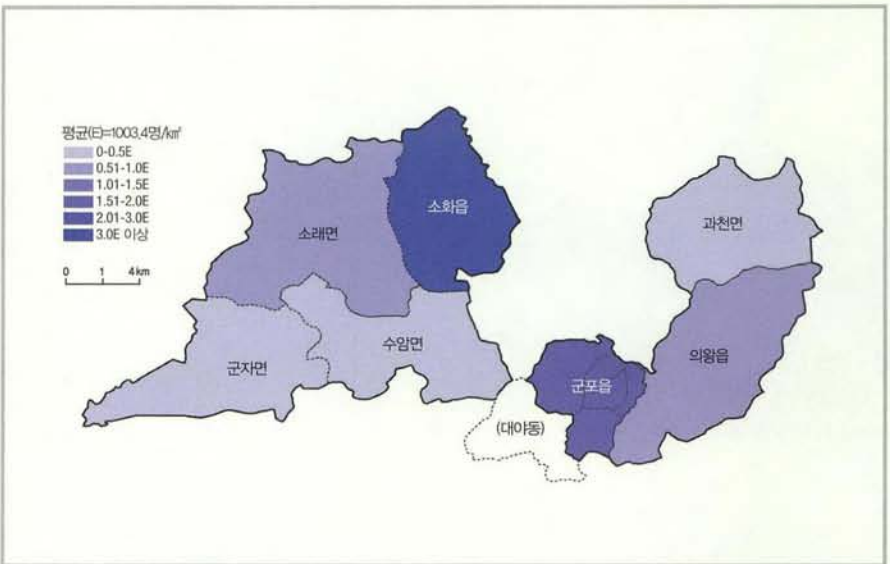 평균(E)=1003.4명/㎢
0-0.5E
0.51-1.0E
1.01-1.5E
1.51-2.0E
2.01-3.0E
3.0E 이상
0 1 4km
소화읍
소래면
과천면
수암면
군자면
의왕읍
군포읍
(대야동)